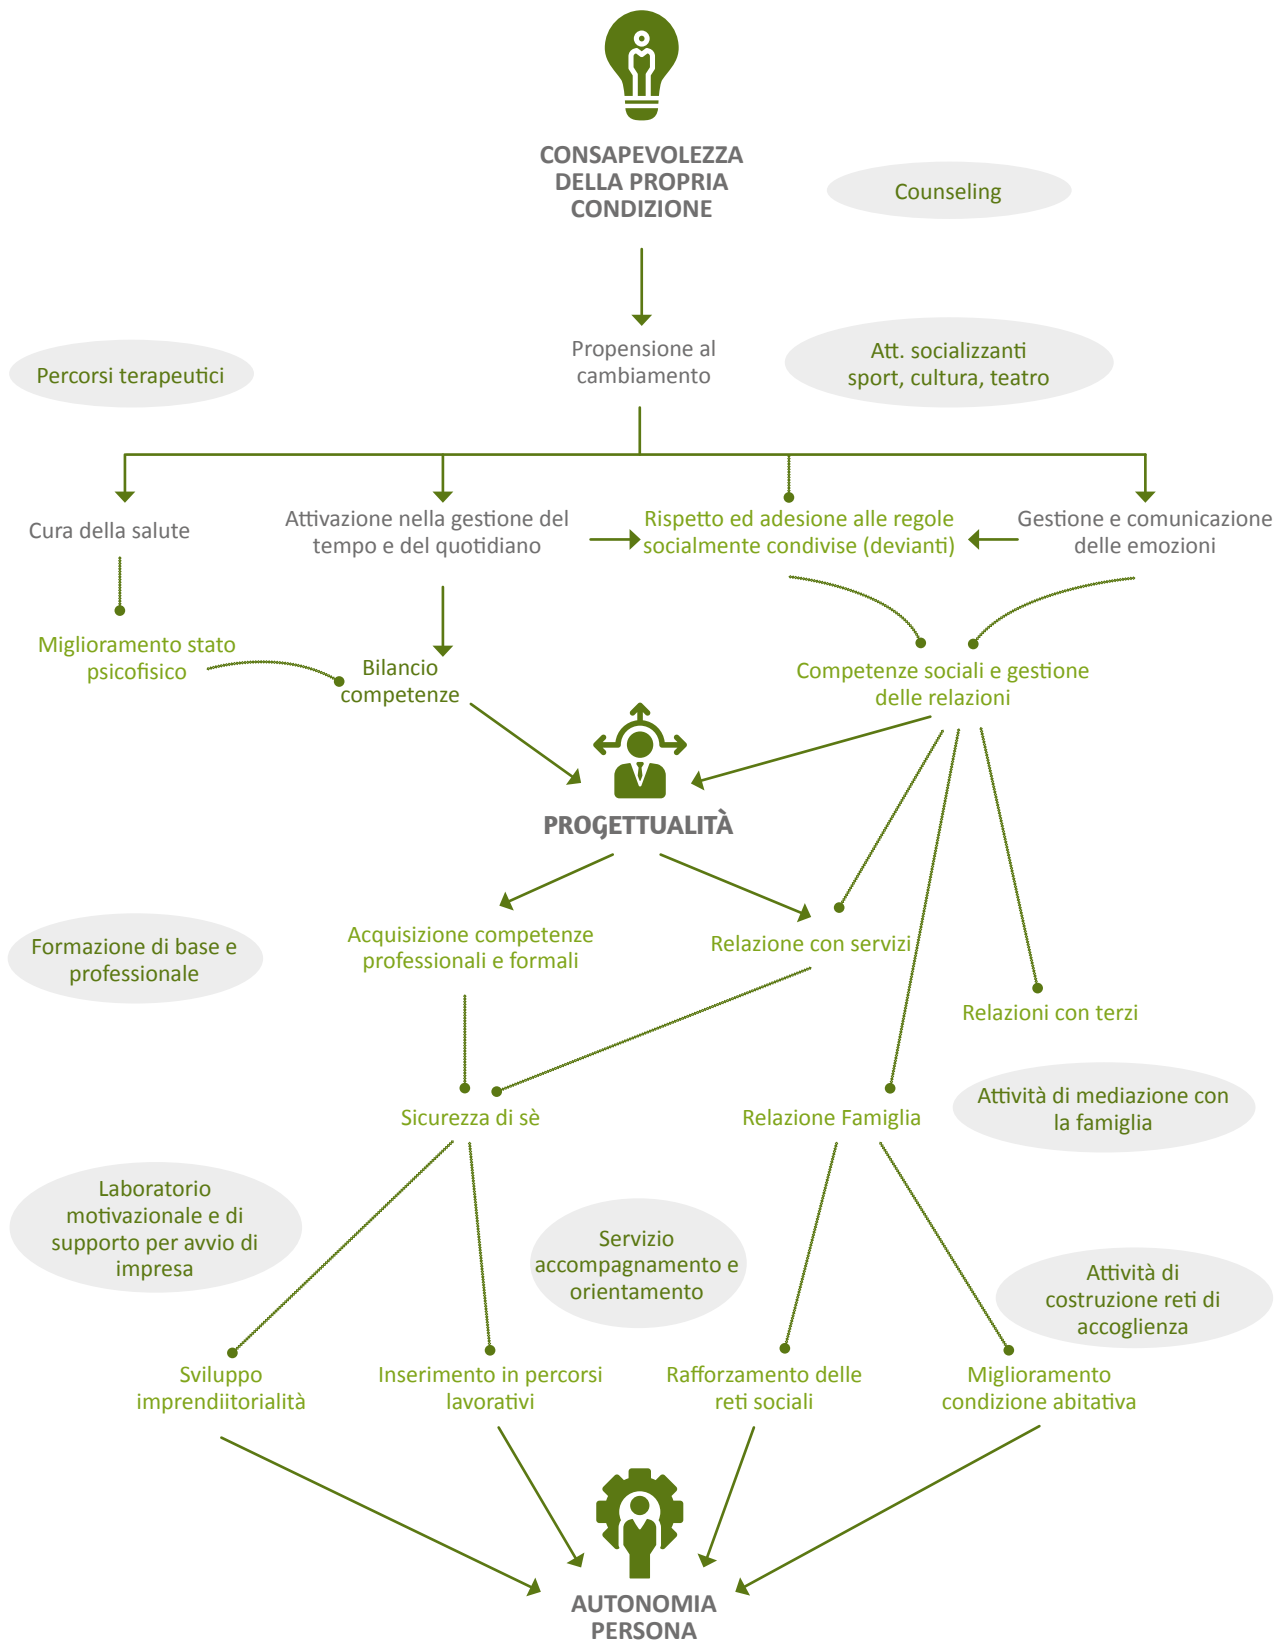 CONSAPEVOLEZZA
DELLA PROPRIA
CONDIZIONE
Counseling
Propensione al
cambiamento
Att. socializzanti
sport, cultura, teatro
Percorsi terapeutici
Cura della salute
Attivazione nella gestione del
tempo e del quotidiano
Rispetto ed adesione alle regole
socialmente condivise (devianti)
Gestione e comunicazione
delle emozioni
Miglioramento stato
psicofisico
Bilancio
competenze
Competenze sociali e gestione
delle relazioni
PROGETTUALITÀ
Formazione di base e
professionale
Acquisizione competenze
professionali e formali
Relazione con servizi
Relazioni con terzi
Sicurezza di sè
Relazione Famiglia
Attività di mediazione con
la famiglia
Laboratorio
motivazionale e di
supporto per avvio di
impresa
Servizio
accompagnamento e
orientamento
Attività di
costruzione reti di
accoglienza
Sviluppo
imprendiitorialità
Inserimento in percorsi
lavorativi
Rafforzamento delle
reti sociali
Miglioramento
condizione abitativa
AUTONOMIA
PERSONA